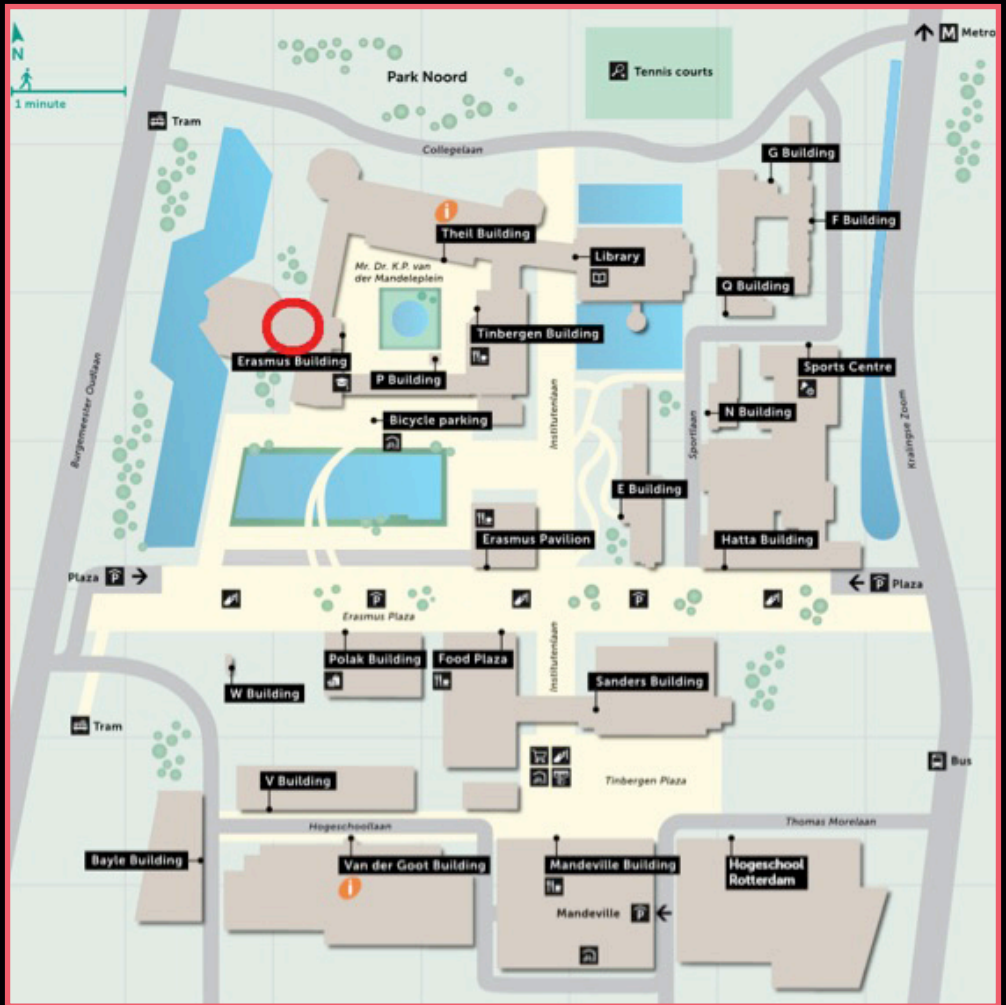 N
1 minute
Park Noord
Tennis courts
M Metro
Tram
Collegelaan
G Building
F Building
i
Theil Building
Library
Mr. Dr. K.P. van
der Mandeleplein
Q Building
Tinbergen Building
Erasmus Building
P Building
Sports Centre
N Building
Bicycle parking
Burgemeester Oudlaan
Institutenlaan
Sportlaan
Kralingse Zoom
E Building
Erasmus Pavilion
Hatta Building
Plaza P
P Plaza
P
P
Erasmus Plaza
Polak Building
Food Plaza
Institutenlaan
Sanders Building
W Building
Tram
Bus
V Building
Tinbergen Plaza
Hogeschoollaan
Thomas Morelaan
Bayle Building
Van der Goot Building
i
Mandeville Building
Hogeschool
Rotterdam
Mandeville P